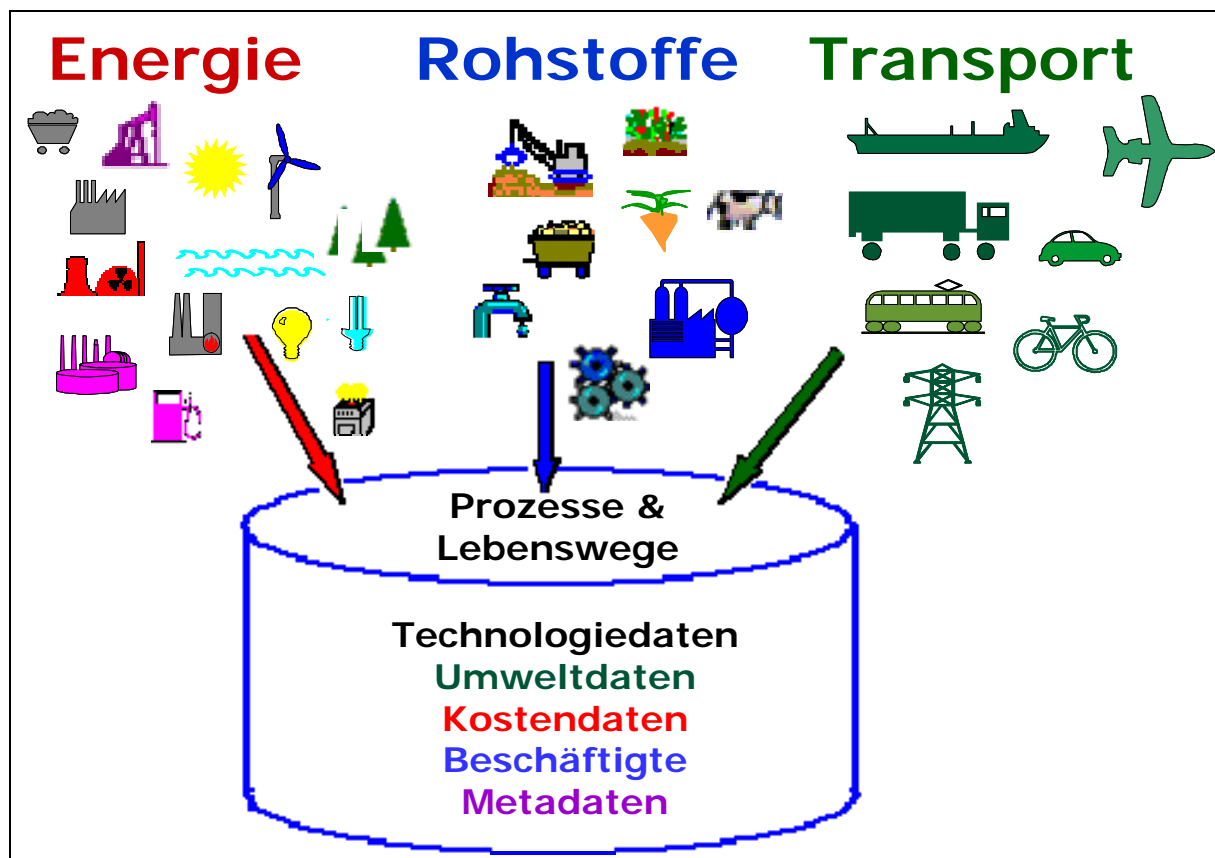 Energie Rohstoffe Transport
Prozesse &
Lebenswege
Technologiedaten
Umweltdaten
Kostendaten
Beschäftigte
Metadaten